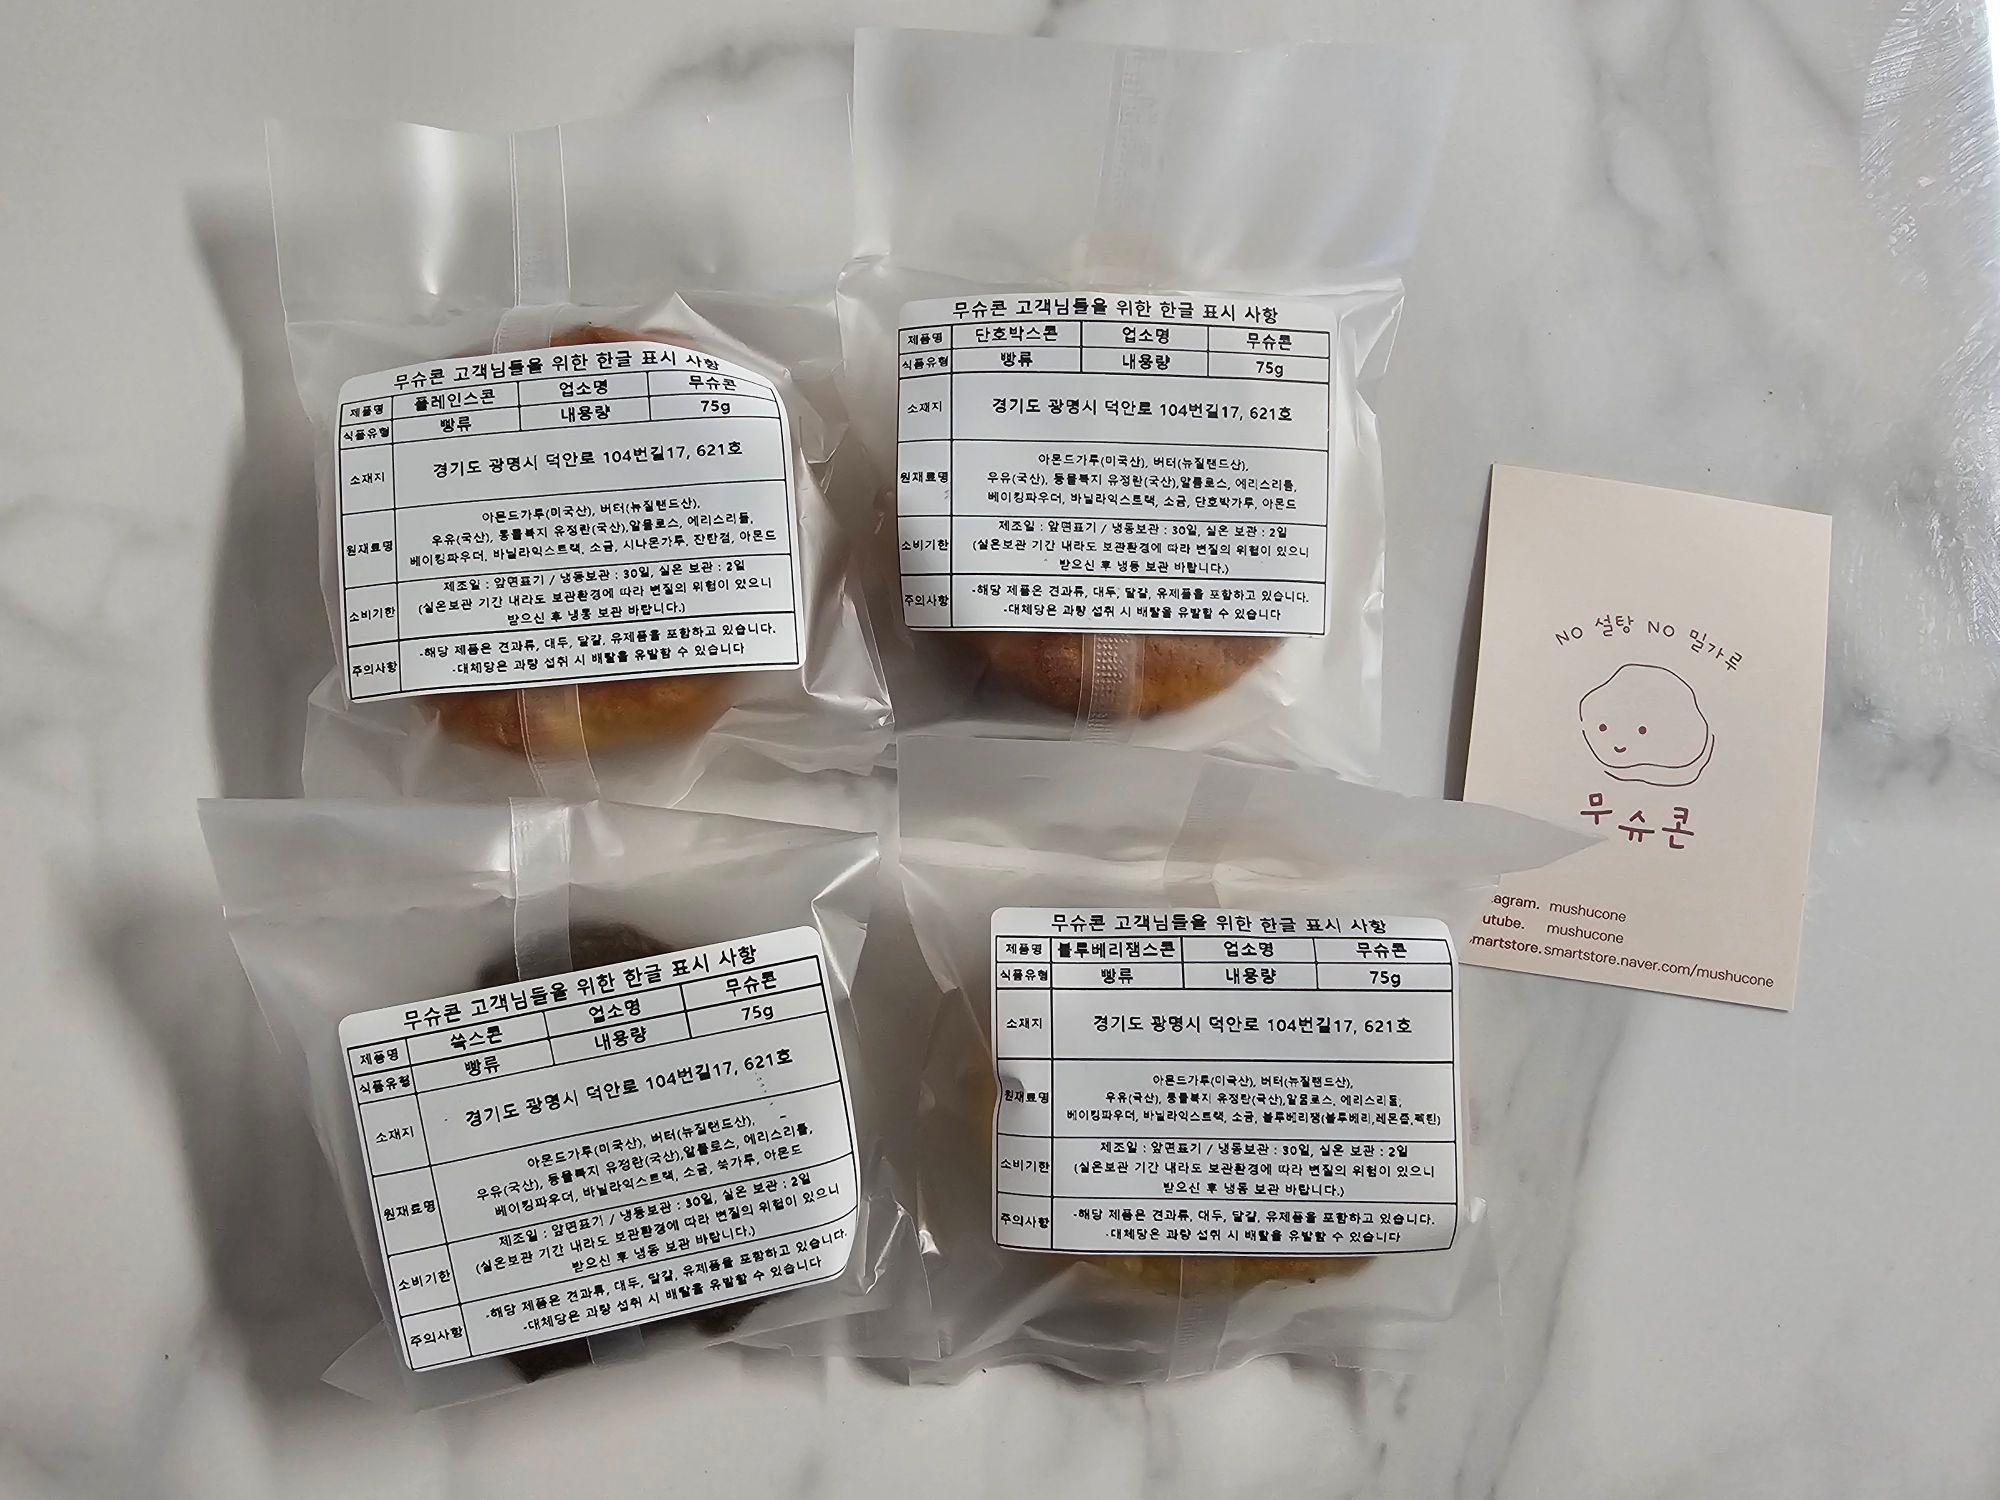 무슈콘 고객님들을 위한 한글 표시 사항
제품명 플레인스콘 업소명 무슈콘
식품유형 빵류 내용량 75g
소재지 경기도 광명시 덕안로 104번길17, 621호
아몬드가루(미국산), 버터(뉴질랜드산),
원재료명 우유(국산), 동물복지 유정란(국산),알룰로스, 에리스리톨,
베이킹파우더, 바닐라익스트랙, 소금, 시나몬가루, 잔탄검, 아몬드
제조일 : 앞면표기 / 냉동보관 : 30일, 실온 보관 : 2일
소비기한 (실온보관 기간 내라도 보관환경에 따라 변질의 위험이 있으니
받으신 후 냉동 보관 바랍니다.)
주의사항 -해당 제품은 견과류, 대두, 달걀, 유제품을 포함하고 있습니다.
-대체당은 과량 섭취 시 배탈을 유발할 수 있습니다
무슈콘 고객님들을 위한 한글 표시 사항
제품명 단호박스콘 업소명 무슈콘
식품유형 빵류 내용량 75g
소재지 경기도 광명시 덕안로 104번길17, 621호
아몬드가루(미국산), 버터(뉴질랜드산),
원재료명 우유(국산), 동물복지 유정란(국산),알룰로스, 에리스리톨,
베이킹파우더, 바닐라익스트랙, 소금, 단호박가루, 아몬드
제조일 : 앞면표기 / 냉동보관 : 30일, 실온 보관 : 2일
소비기한 (실온보관 기간 내라도 보관환경에 따라 변질의 위험이 있으니
받으신 후 냉동 보관 바랍니다.)
주의사항 -해당 제품은 견과류, 대두, 달걀, 유제품을 포함하고 있습니다.
-대체당은 과량 섭취 시 배탈을 유발할 수 있습니다
무슈콘 고객님들을 위한 한글 표시 사항
제품명 쑥스콘 업소명 무슈콘
식품유형 빵류 내용량 75g
소재지 경기도 광명시 덕안로 104번길17, 621호
아몬드가루(미국산), 버터(뉴질랜드산),
원재료명 우유(국산), 동물복지 유정란(국산),알룰로스, 에리스리톨,
베이킹파우더, 바닐라익스트랙, 소금, 쑥가루, 아몬드
제조일 : 앞면표기 / 냉동보관 : 30일, 실온 보관 : 2일
소비기한 (실온보관 기간 내라도 보관환경에 따라 변질의 위험이 있으니
받으신 후 냉동 보관 바랍니다.)
주의사항 -해당 제품은 견과류, 대두, 달걀, 유제품을 포함하고 있습니다.
-대체당은 과량 섭취 시 배탈을 유발할 수 있습니다
무슈콘 고객님들을 위한 한글 표시 사항
제품명 블루베리잼스콘 업소명 무슈콘
식품유형 빵류 내용량 75g
소재지 경기도 광명시 덕안로 104번길17, 621호
아몬드가루(미국산), 버터(뉴질랜드산),
원재료명 우유(국산), 동물복지 유정란(국산),알룰로스, 에리스리톨,
베이킹파우더, 바닐라익스트랙, 소금, 블루베리잼(블루베리,레몬즙,펙틴)
제조일 : 앞면표기 / 냉동보관 : 30일, 실온 보관 : 2일
소비기한 (실온보관 기간 내라도 보관환경에 따라 변질의 위험이 있으니
받으신 후 냉동 보관 바랍니다.)
주의사항 -해당 제품은 견과류, 대두, 달걀, 유제품을 포함하고 있습니다.
-대체당은 과량 섭취 시 배탈을 유발할 수 있습니다
NO 설탕 NO 밀가루
무슈콘
agram. mushucone
utube. mushucone
martstore. smartstore.naver.com/mushucone